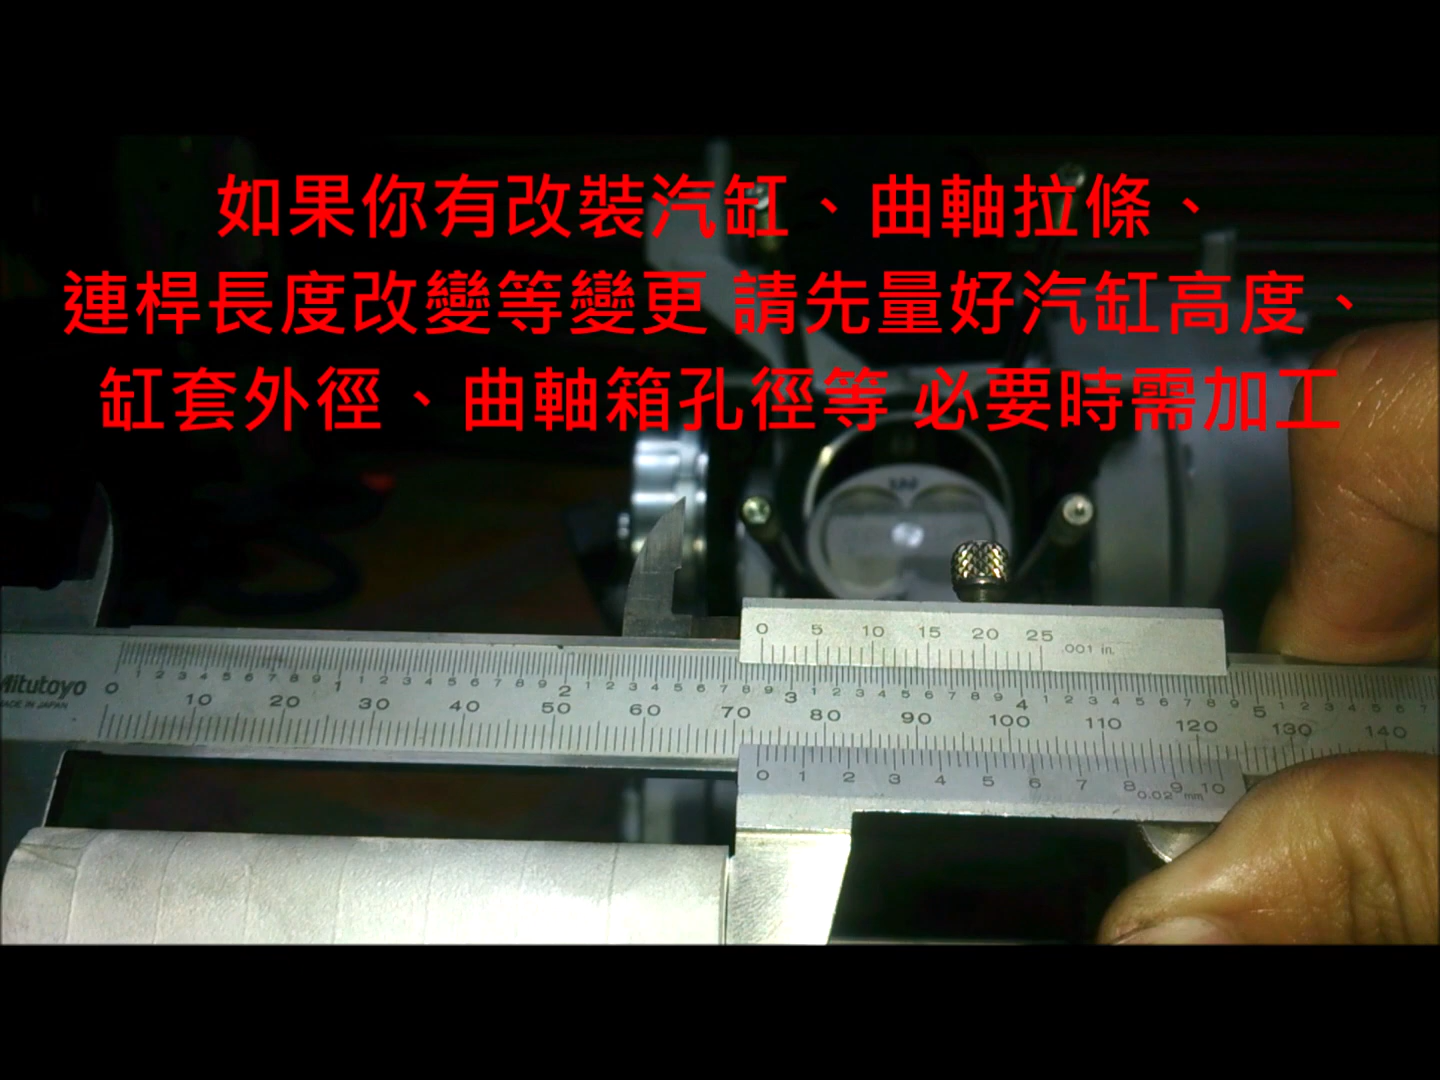 如果你有改裝汽缸、曲軸拉條、
連桿長度改變等變更 請先量好汽缸高度、
缸套外徑、曲軸箱孔徑等 必要時需加工
0 5 10 15 20 25 .001 in.
Mitutoyo
MADE IN JAPAN
0 10 20 30 40 50 60 70 80 90 100 110 120 130 140
0 1 2 3 4 5 6 7 8 9 10
0.02 mm